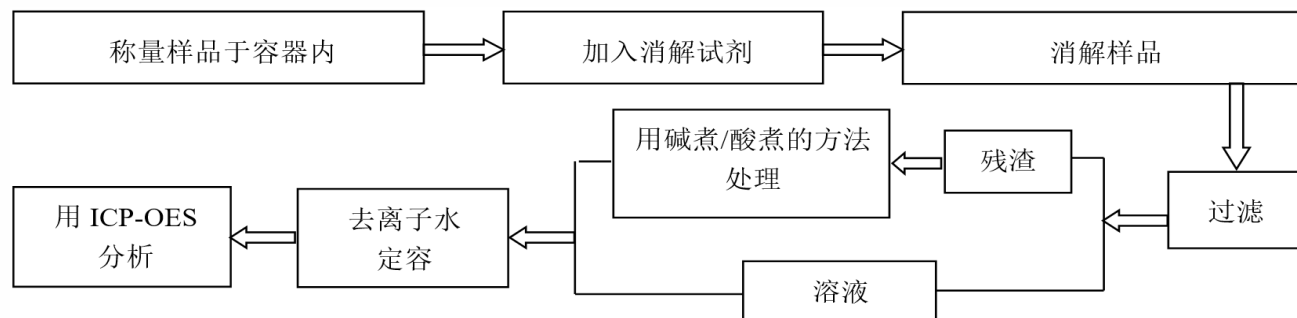 称量样品于容器内
加入消解试剂
消解样品
过滤
残渣
用碱煮/酸煮的方法
处理
溶液
去离子水
定容
用 ICP-OES
分析